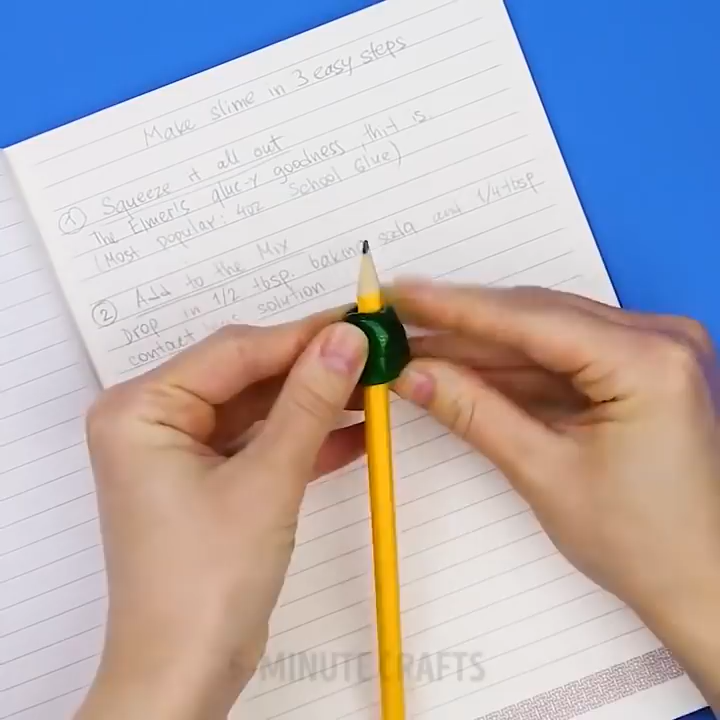 Make slime in 3 easy steps
① Squeeze it all out
The Elmer's glue-y goodness that is.
(Most popular: 4oz School Glue)
② Add to the Mix
Drop in 1/2 tbsp. baking soda and 1/4 tbsp
contact lens solution
5-MINUTE CRAFTS